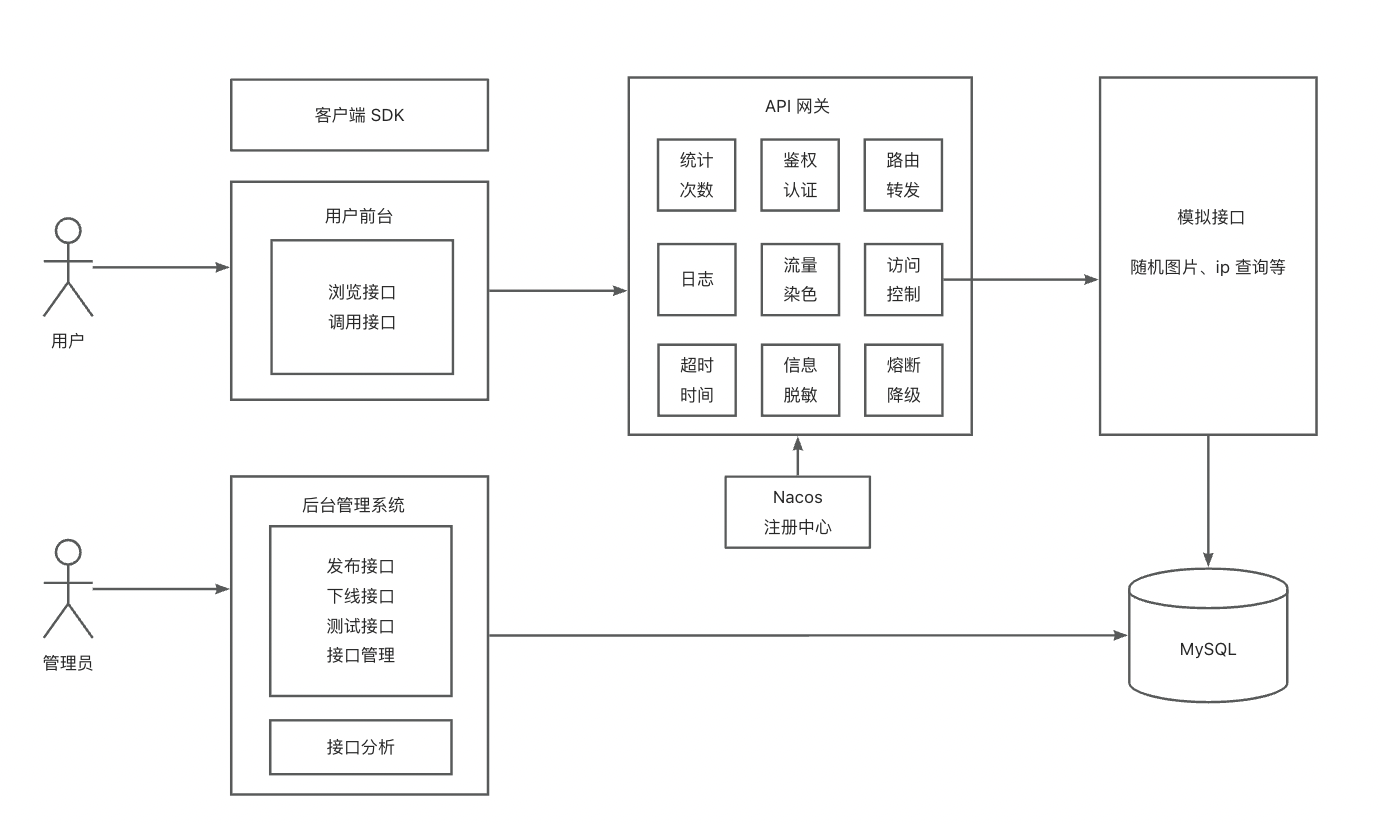 客户端 SDK
用户前台
浏览接口
调用接口
用户
API 网关
统计
次数
鉴权
认证
路由
转发
日志
流量
染色
访问
控制
超时
时间
信息
脱敏
熔断
降级
模拟接口
随机图片、ip 查询等
Nacos
注册中心
后台管理系统
发布接口
下线接口
测试接口
接口管理
接口分析
管理员
MySQL